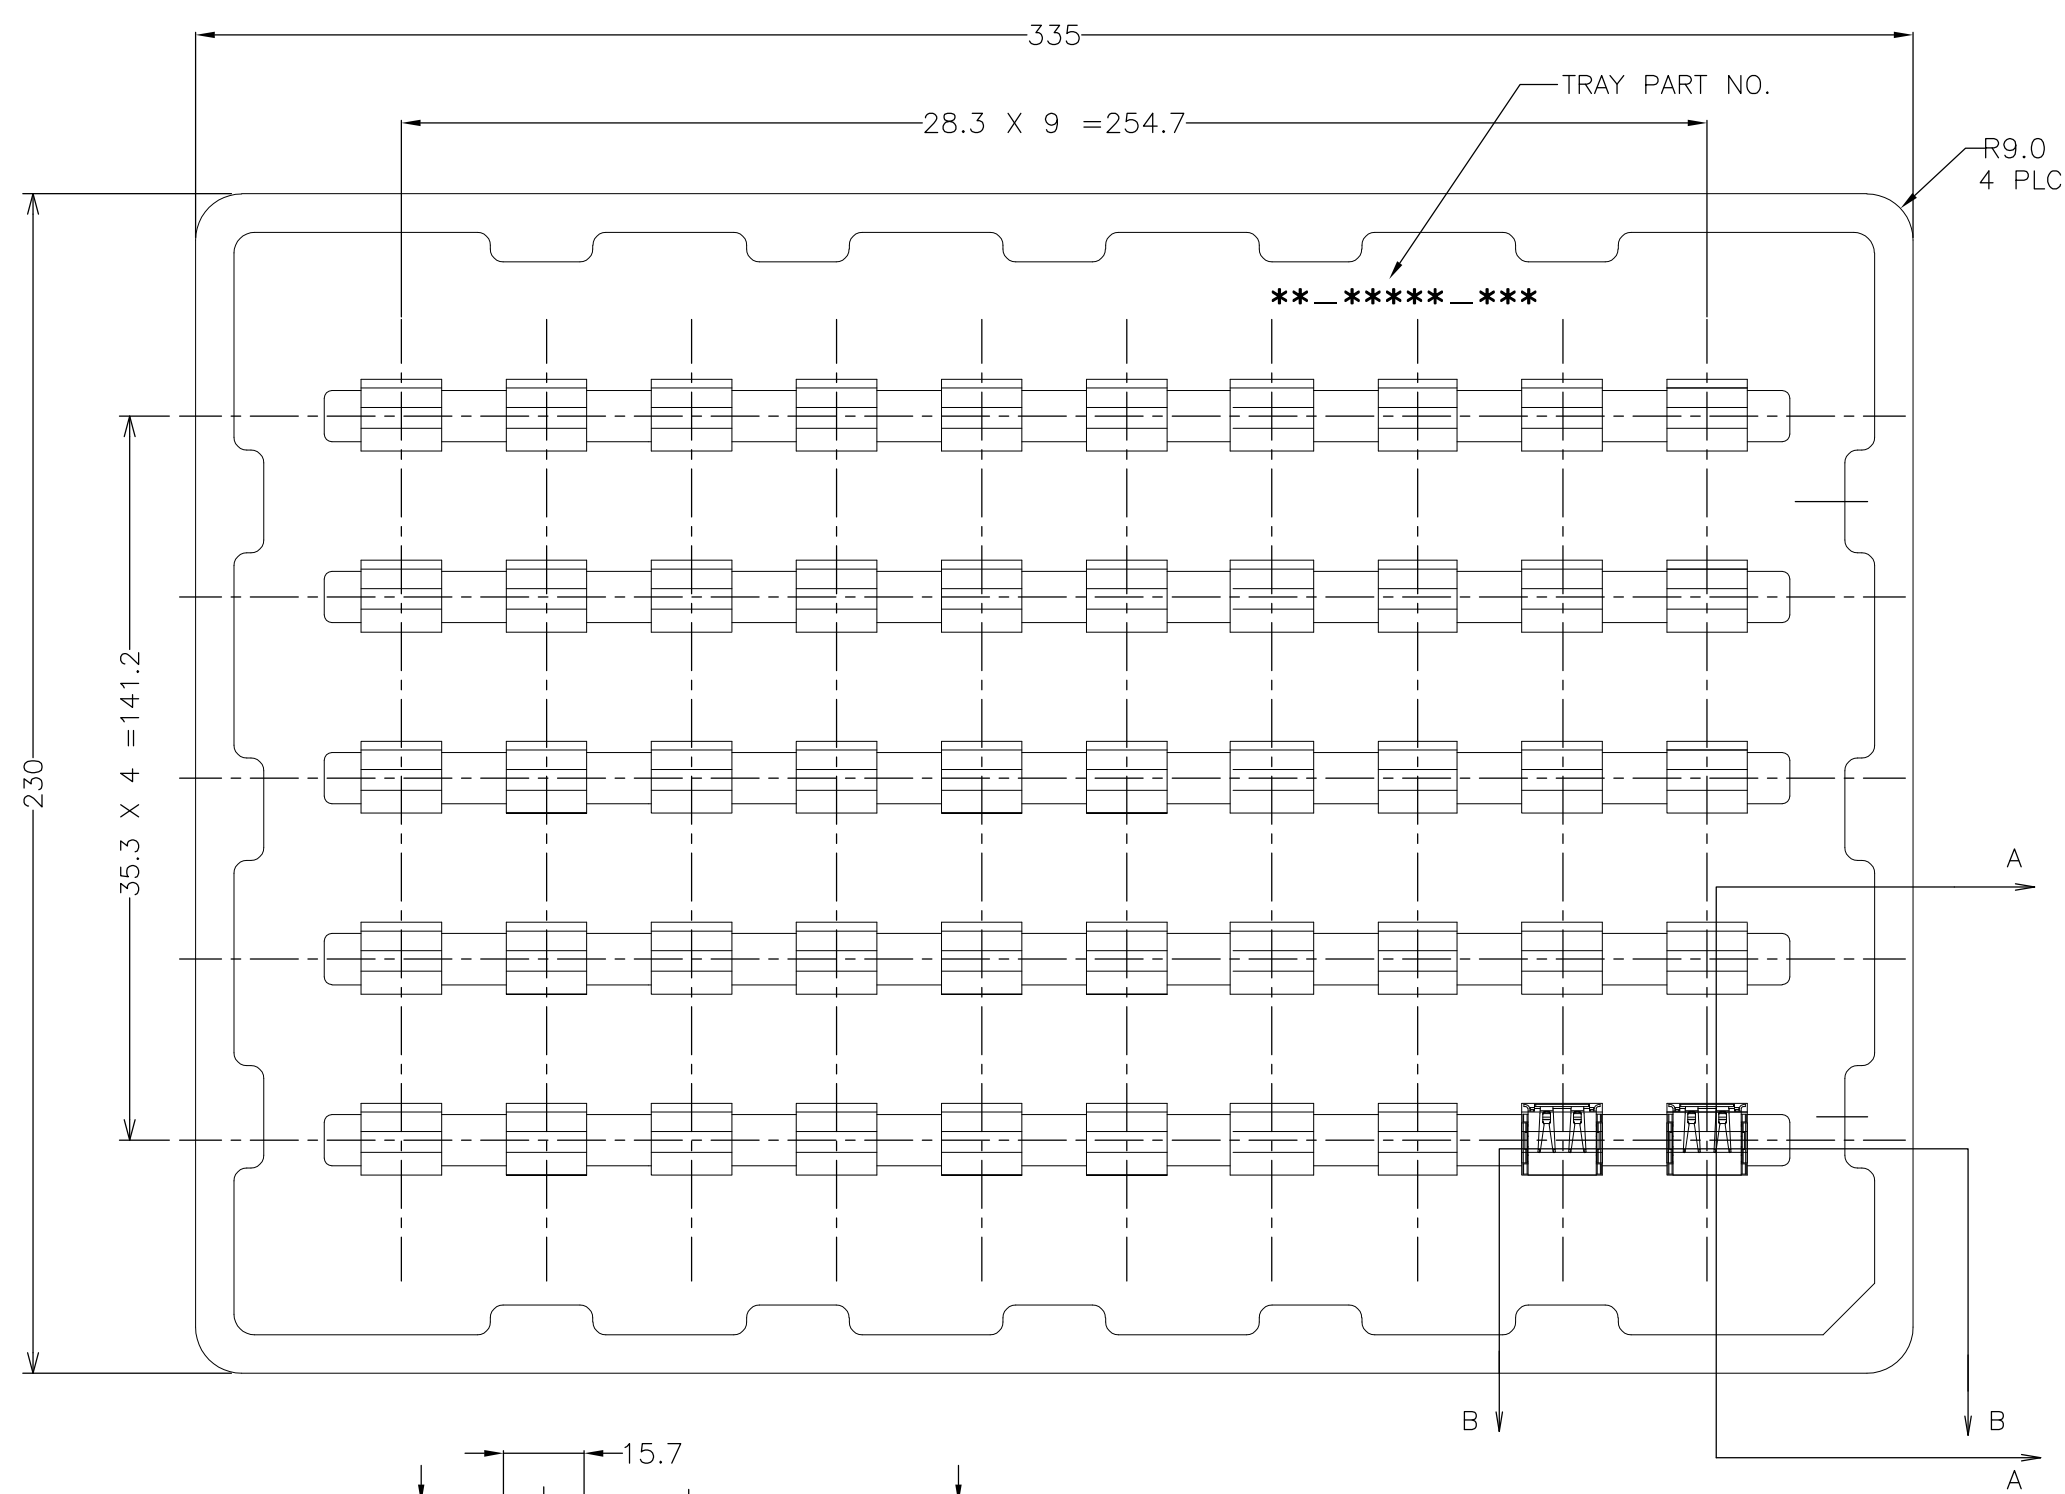 335
TRAY PART NO.
28.3 X 9 =254.7
R9.0
4 PLC
**_*****_***
35.3 X 4 =141.2
230
A
B
B
15.7
A